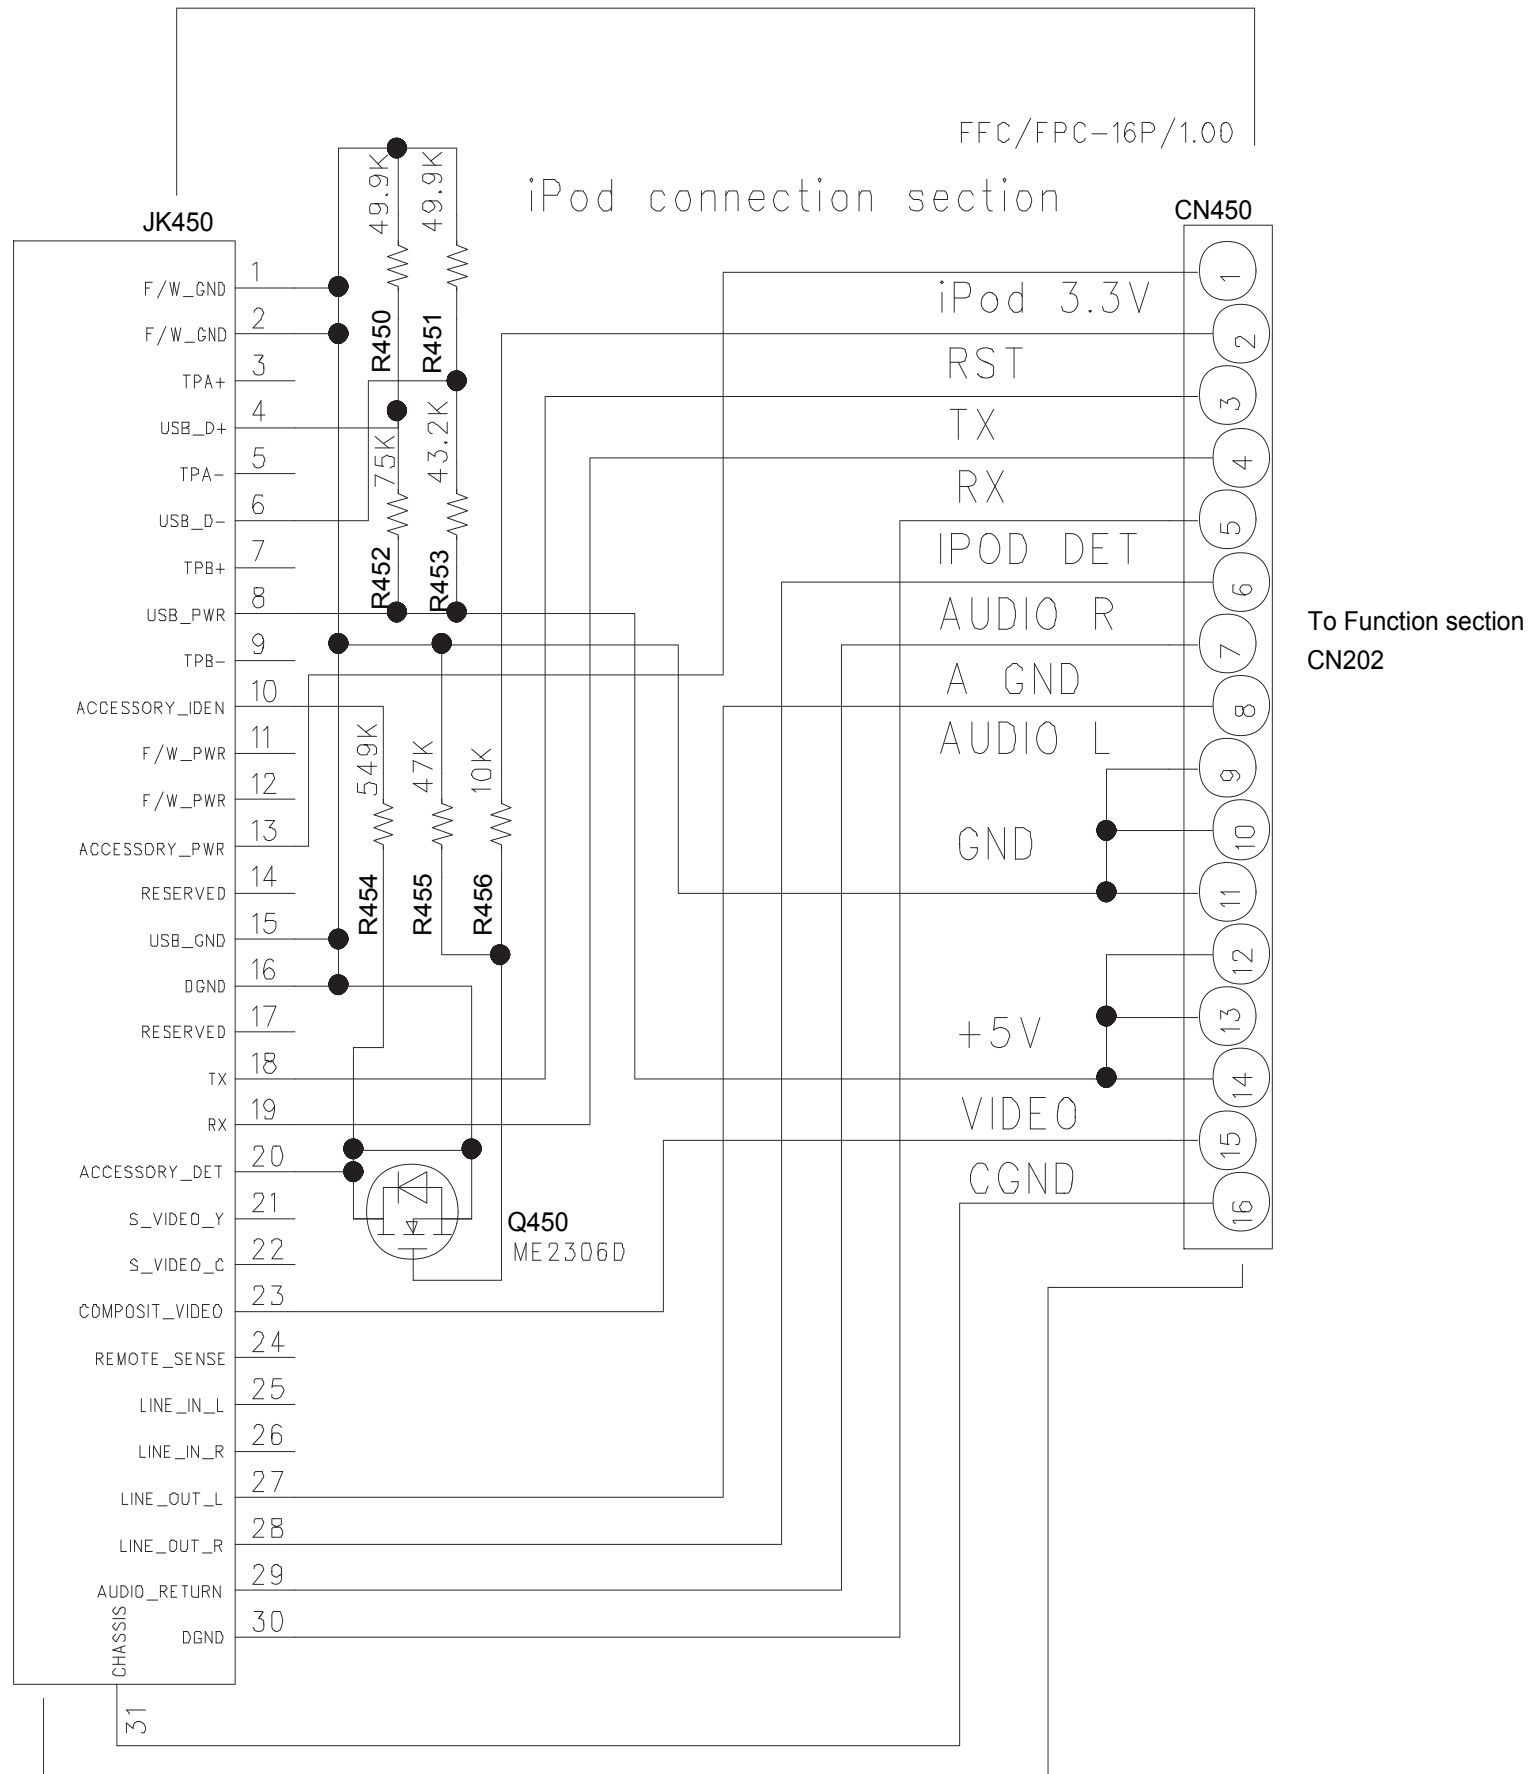 FFC/FPC-16P/1.00
iPod connection section
JK450
CN450
49.9K
49.9K
R450
R451
75K
43.2K
R452
R453
549K
47K
10K
R454
R455
R456
F/W_GND 1
F/W_GND 2
TPA+ 3
USB_D+ 4
TPA- 5
USB_D- 6
TPB+ 7
USB_PWR 8
TPB- 9
ACCESSORY_IDEN 10
F/W_PWR 11
F/W_PWR 12
ACCESSORY_PWR 13
RESERVED 14
USB_GND 15
DGND 16
RESERVED 17
TX 18
RX 19
ACCESSORY_DET 20
S_VIDEO_Y 21
S_VIDEO_C 22
COMPOSIT_VIDEO 23
REMOTE_SENSE 24
LINE_IN_L 25
LINE_IN_R 26
LINE_OUT_L 27
LINE_OUT_R 28
AUDIO_RETURN 29
DGND 30
CHASSIS
31
Q450
ME2306D
iPod 3.3V
RST
TX
RX
IPOD DET
AUDIO R
A GND
AUDIO L
GND
+5V
VIDEO
CGND
1
2
3
4
5
6
7
8
9
10
11
12
13
14
15
16
To Function section
CN202